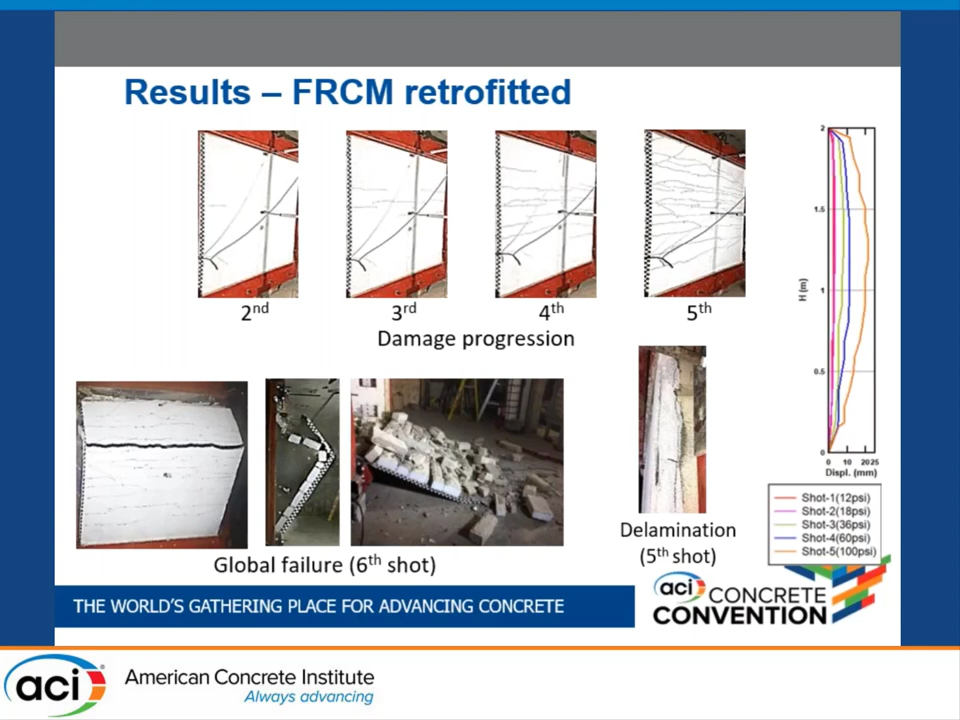 Results – FRCM retrofitted
2nd
3rd
4th
5th
Damage progression
2
1.5
1
0.5
0
H (m)
0 10 20 25
Displ. (mm)
Shot-1(12psi)
Shot-2(18psi)
Shot-3(36psi)
Shot-4(60psi)
Shot-5(100psi)
Delamination
(5th shot)
Global failure (6th shot)
THE WORLD'S GATHERING PLACE FOR ADVANCING CONCRETE
aci CONCRETE
CONVENTION
aci
American Concrete Institute
Always advancing